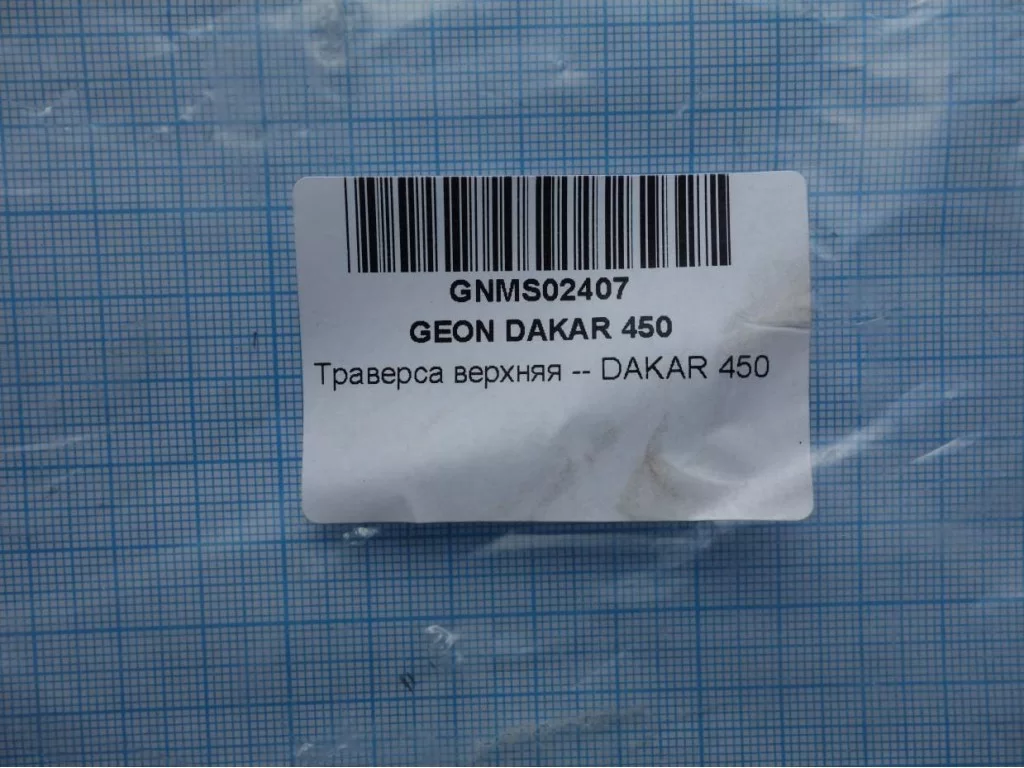 GNMS02407
GEON DAKAR 450
Траверса верхняя -- DAKAR 450